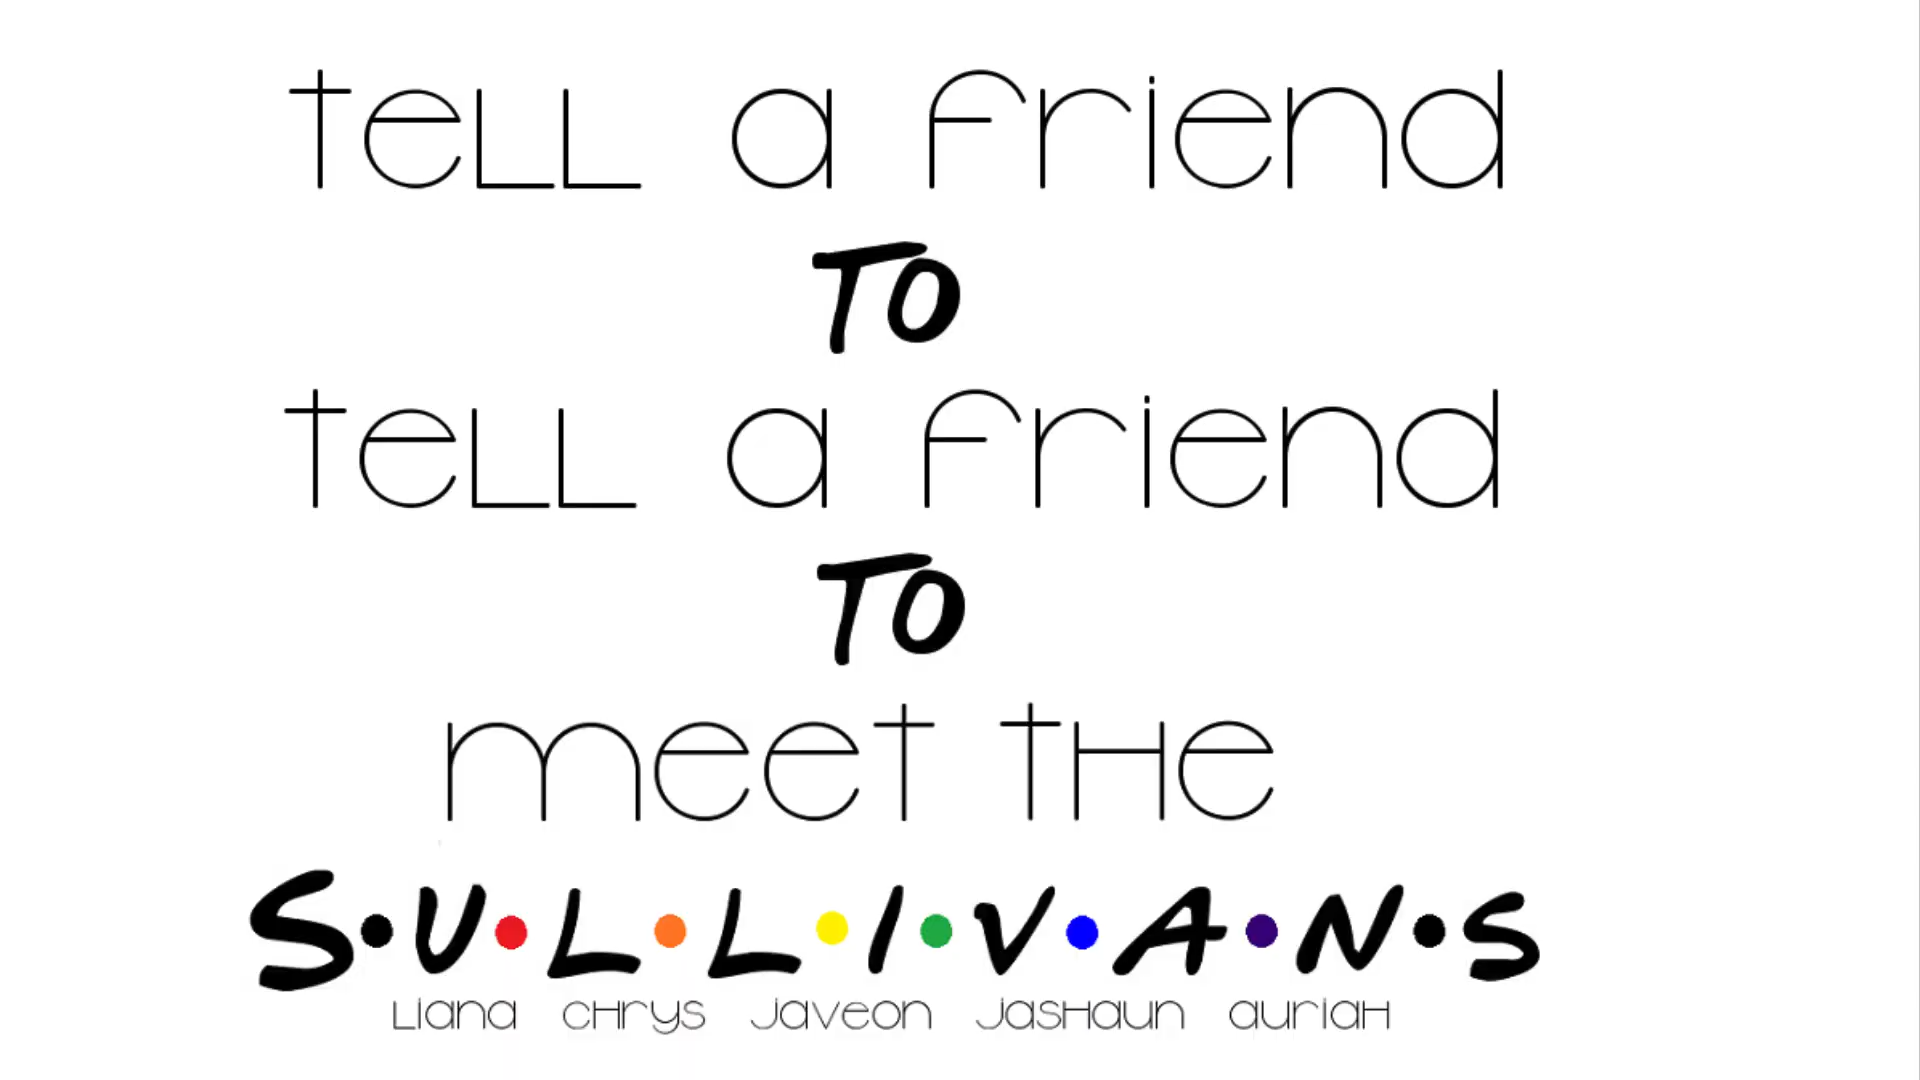 tell a friend
TO
tell a friend
TO
meet the
S•U•L•L•I•V•A•N•S
Liana Chrys Javeon Jashaun Auriah